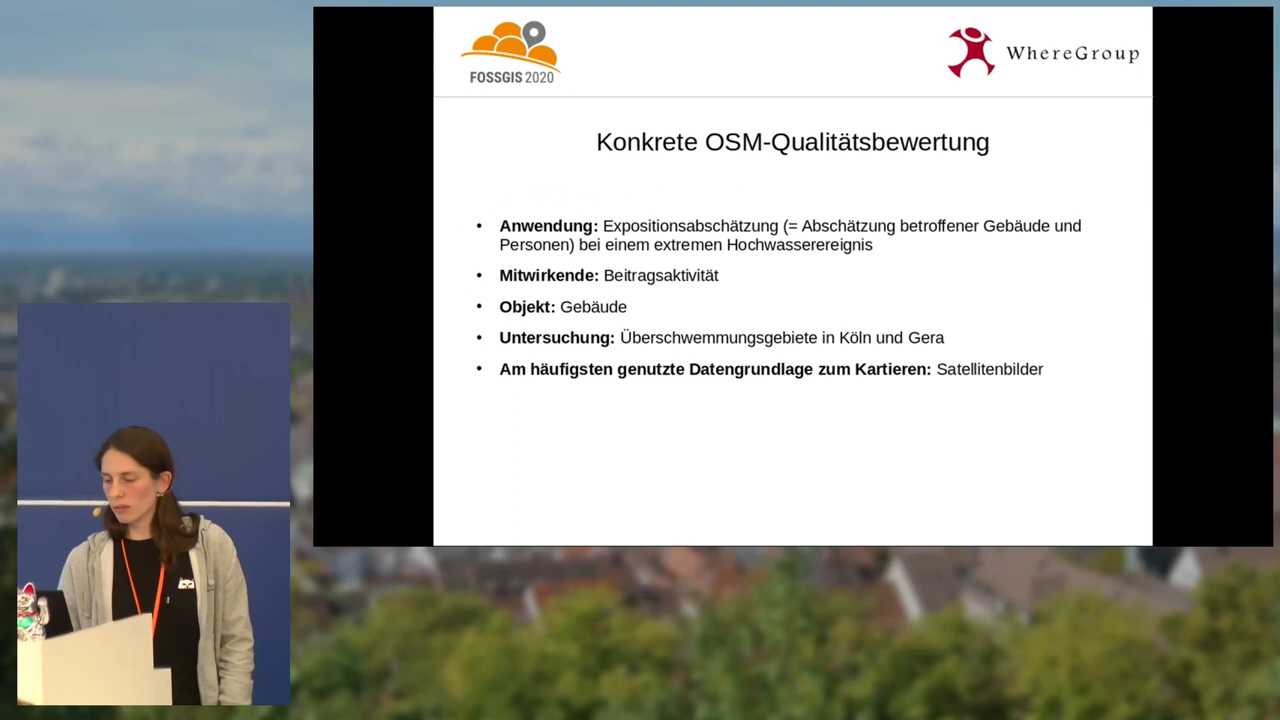 FOSSGIS 2020
WhereGroup
Konkrete OSM-Qualitätsbewertung
• Anwendung: Expositionsabschätzung (= Abschätzung betroffener Gebäude und
Personen) bei einem extremen Hochwasserereignis
• Mitwirkende: Beitragsaktivität
• Objekt: Gebäude
• Untersuchung: Überschwemmungsgebiete in Köln und Gera
• Am häufigsten genutzte Datengrundlage zum Kartieren: Satellitenbilder